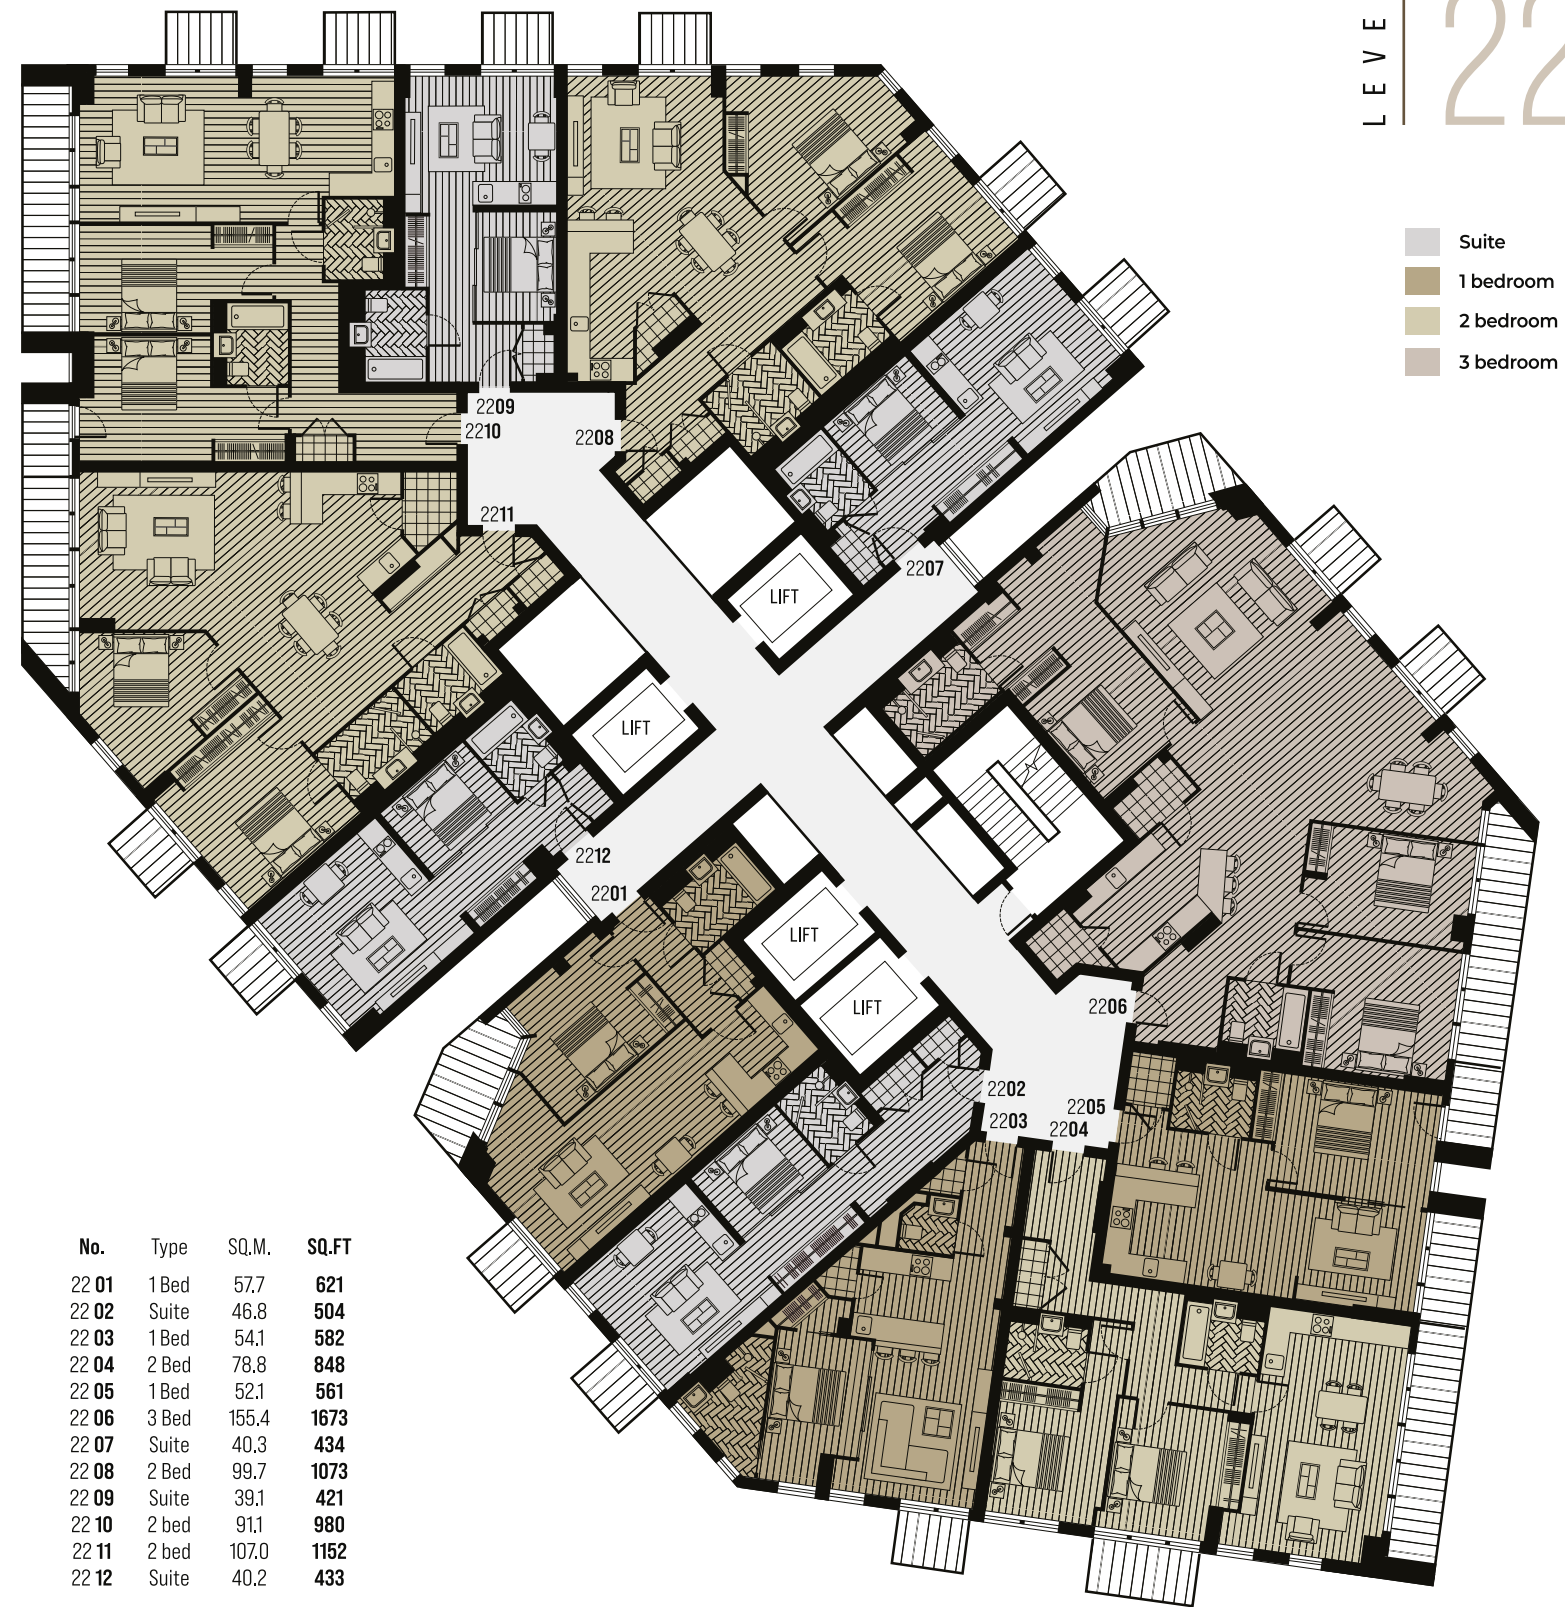 LEVE
22
Suite
1 bedroom
2 bedroom
3 bedroom
2209
2210
2208
2211
2207
LIFT
LIFT
2212
2201
LIFT
LIFT
2206
2202
2205
2203
2204
No. Type SQ.M. SQ.FT
22 01 1 Bed 57.7 621
22 02 Suite 46.8 504
22 03 1 Bed 54.1 582
22 04 2 Bed 78.8 848
22 05 1 Bed 52.1 561
22 06 3 Bed 155.4 1673
22 07 Suite 40.3 434
22 08 2 Bed 99.7 1073
22 09 Suite 39.1 421
22 10 2 bed 91.1 980
22 11 2 bed 107.0 1152
22 12 Suite 40.2 433